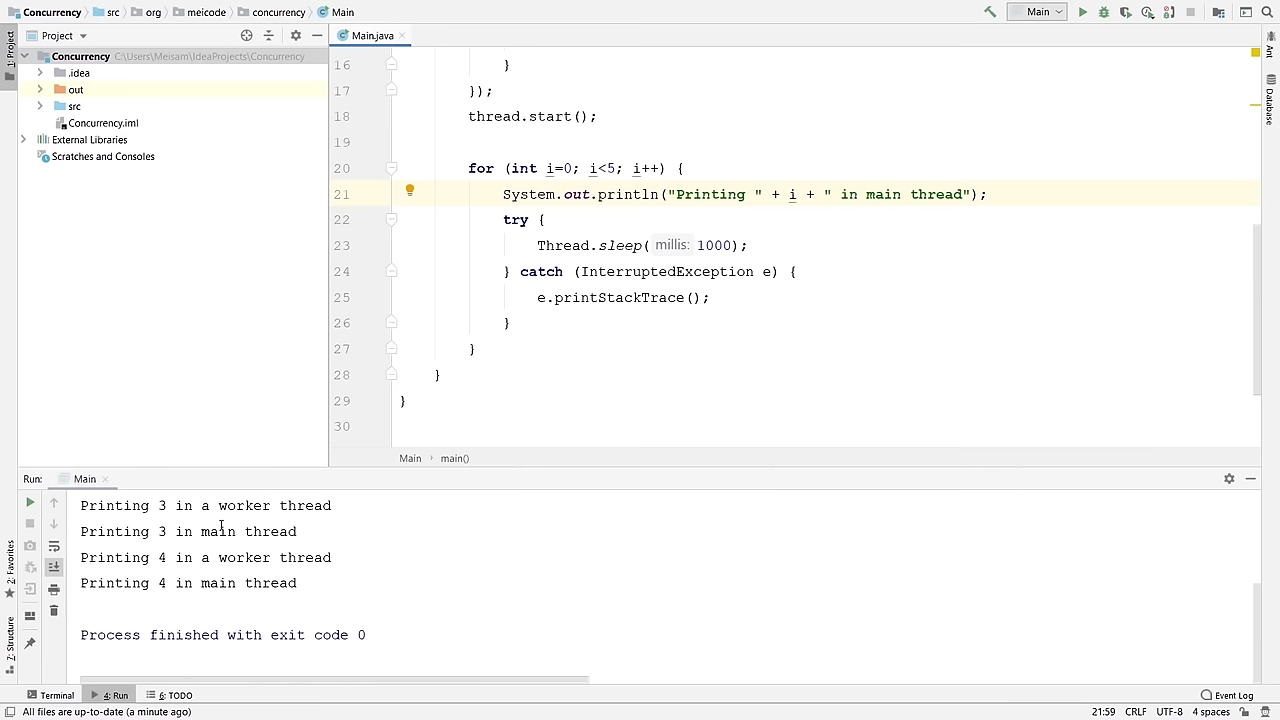 Concurrency src org meicode concurrency Main
Main
1: Project
Project
Main.java
Concurrency C:\Users\Meisam\IdeaProjects\Concurrency
.idea
out
src
Concurrency.iml
External Libraries
Scratches and Consoles
16 }
17 });
18 thread.start();
19
20 for (int i=0; i<5; i++) {
21 System.out.println("Printing " + i + " in main thread");
22 try {
23 Thread.sleep( millis: 1000);
24 } catch (InterruptedException e) {
25 e.printStackTrace();
26 }
27 }
28 }
29 }
30
Main › main()
Ant
Database
Run: Main
Printing 3 in a worker thread
Printing 3 in main thread
Printing 4 in a worker thread
Printing 4 in main thread
Process finished with exit code 0
2: Favorites
7: Structure
Terminal 4: Run 6: TODO
Event Log
All files are up-to-date (a minute ago)
21:59 CRLF UTF-8 4 spaces